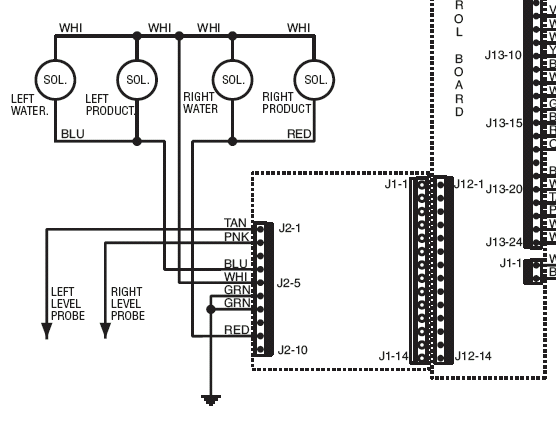 WHI
WHI
WHI
WHI
SOL.
SOL.
SOL.
SOL.
LEFT
WATER.
LEFT
PRODUCT.
RIGHT
WATER
RIGHT
PRODUCT
BLU
RED
ROL BOARD
J13-10
J13-15
J13-20
J13-24
J1-1
J1-1
J12-1
J1-14
J12-14
TAN
PNK
BLU
WHI
GRN
GRN
RED
J2-1
J2-5
J2-10
LEFT
LEVEL
PROBE
RIGHT
LEVEL
PROBE